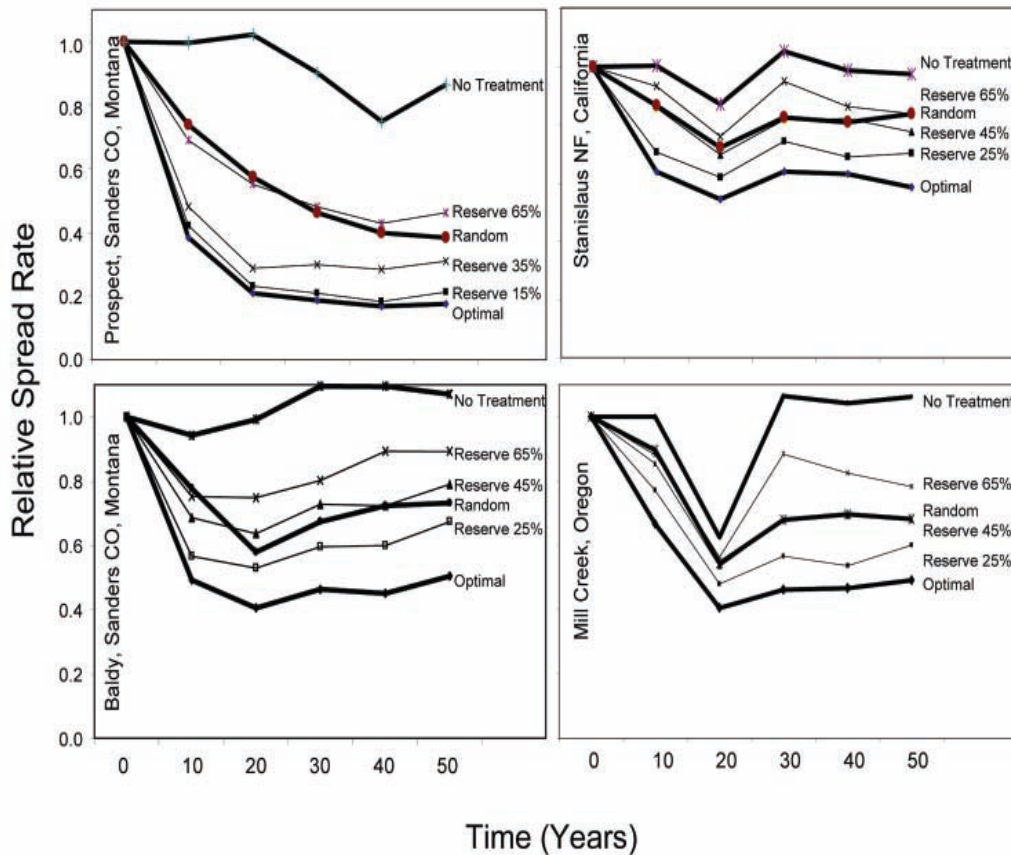 Relative Spread Rate
Prospect, Sanders CO, Montana
1.0
0.8
0.6
0.4
0.2
0.0
No Treatment
Reserve 65%
Random
Reserve 35%
Reserve 15%
Optimal
Stanislaus NF, California
No Treatment
Reserve 65%
Random
Reserve 45%
Reserve 25%
Optimal
Baldy, Sanders CO, Montana
1.0
0.8
0.6
0.4
0.2
0.0
No Treatment
Reserve 65%
Reserve 45%
Random
Reserve 25%
Optimal
0 10 20 30 40 50
Mill Creek, Oregon
No Treatment
Reserve 65%
Random
Reserve 45%
Reserve 25%
Optimal
0 10 20 30 40 50
Time (Years)